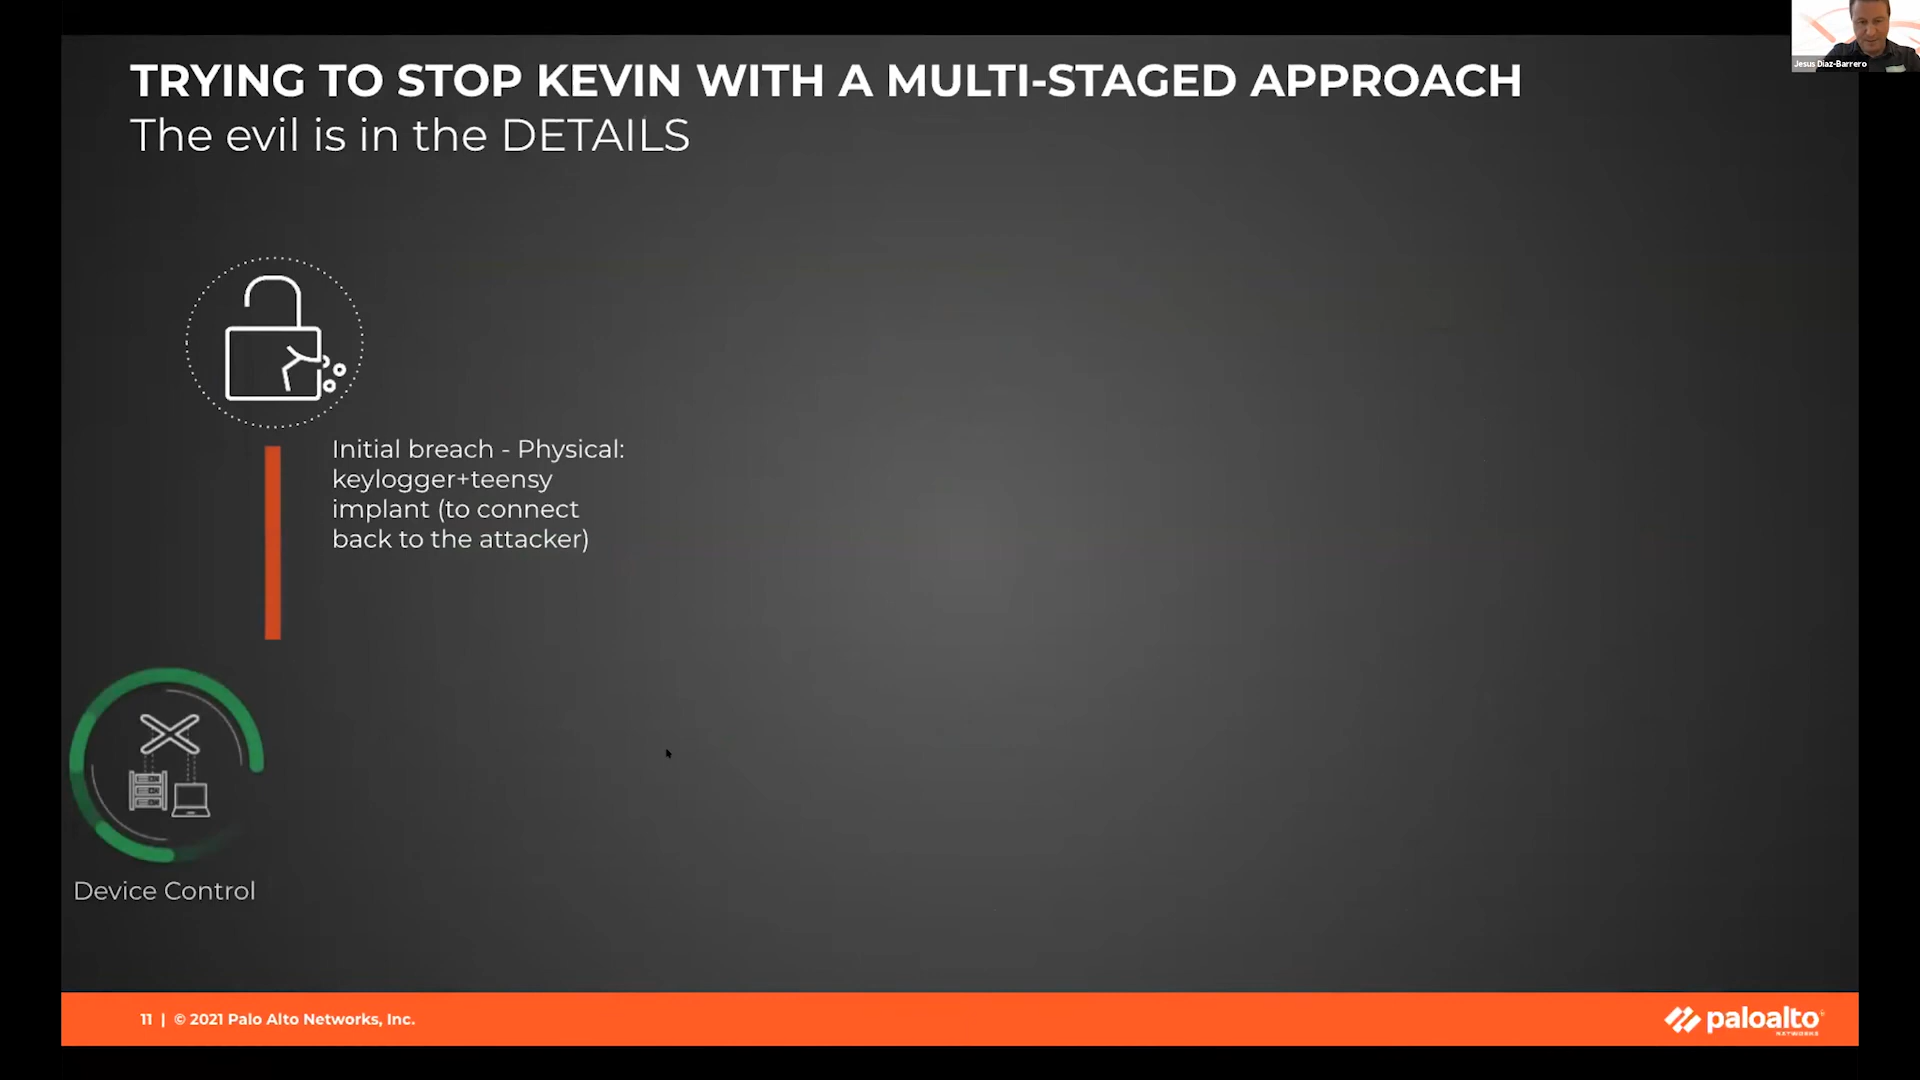 Jesus Diaz-Barrero
TRYING TO STOP KEVIN WITH A MULTI-STAGED APPROACH
The evil is in the DETAILS
Initial breach - Physical:
keylogger+teensy
implant (to connect
back to the attacker)
Device Control
11 | © 2021 Palo Alto Networks, Inc.
paloalto
NETWORKS